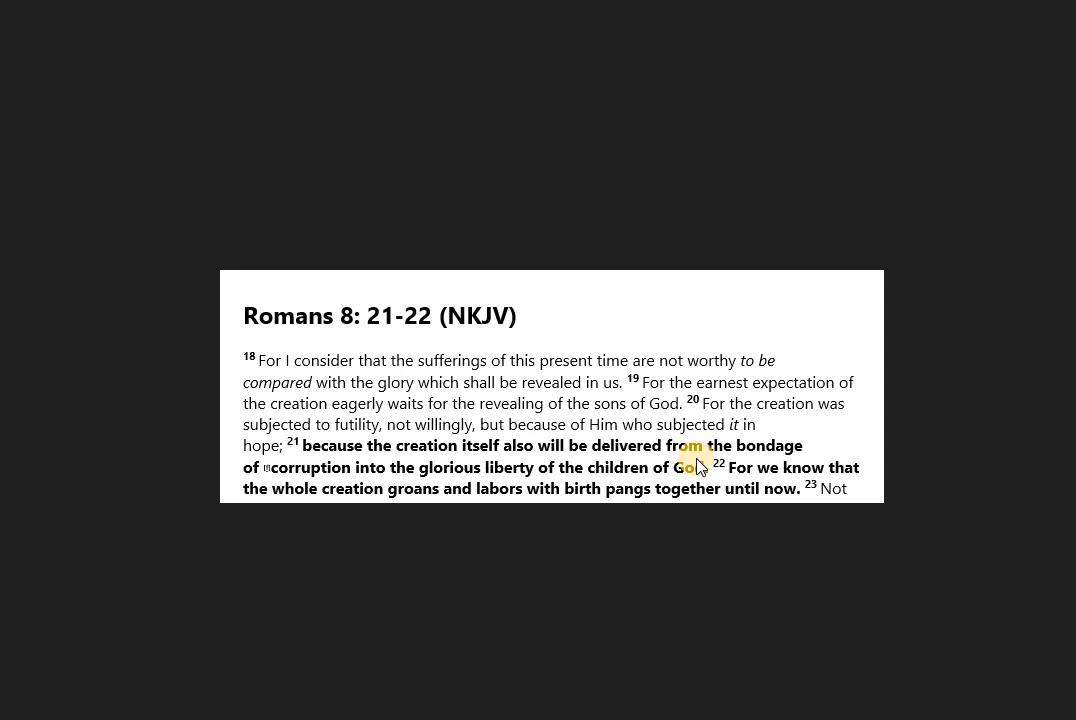 Romans 8: 21-22 (NKJV)
18 For I consider that the sufferings of this present time are not worthy to be
compared with the glory which shall be revealed in us. 19 For the earnest expectation of
the creation eagerly waits for the revealing of the sons of God. 20 For the creation was
subjected to futility, not willingly, but because of Him who subjected it in
hope; 21 because the creation itself also will be delivered from the bondage
of corruption into the glorious liberty of the children of God. 22 For we know that
the whole creation groans and labors with birth pangs together until now. 23 Not